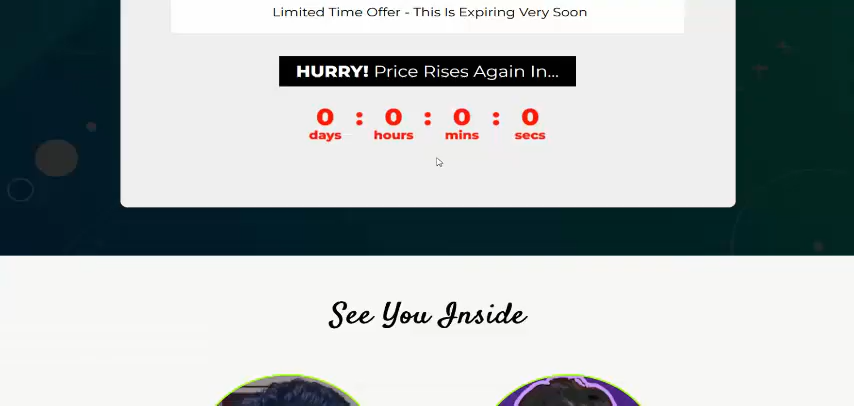 Limited Time Offer - This Is Expiring Very Soon
HURRY! Price Rises Again In...
0 : 0 : 0 : 0
days hours mins secs
See You Inside